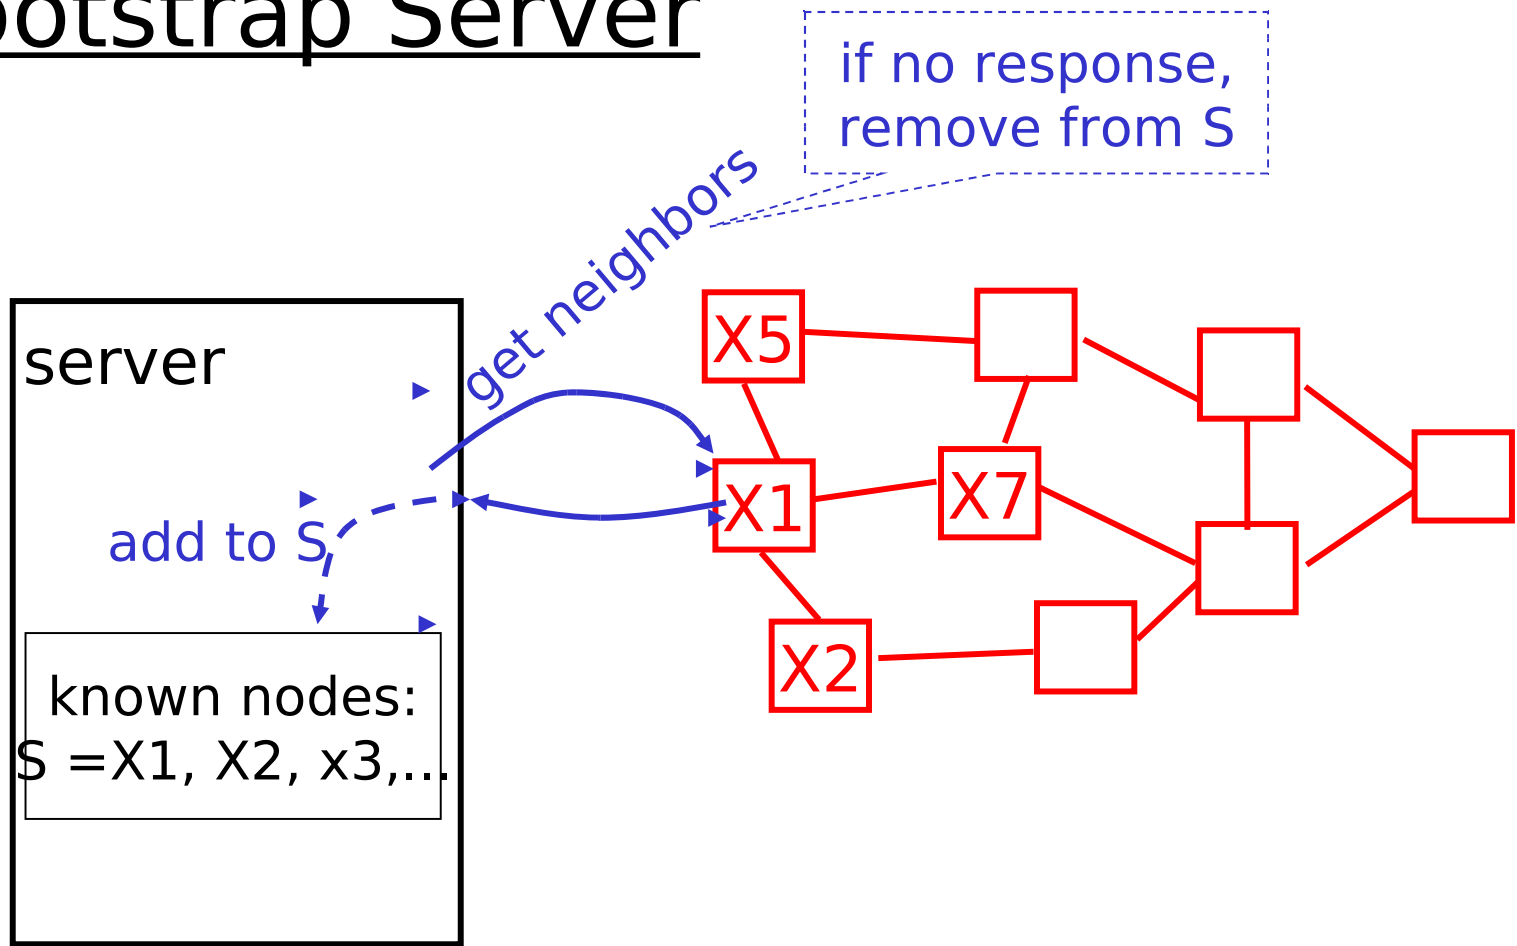 ootstrap Server
if no response,
remove from S
get neighbors
server
X5
X1
X7
add to S
X2
known nodes:
S =X1, X2, x3,...